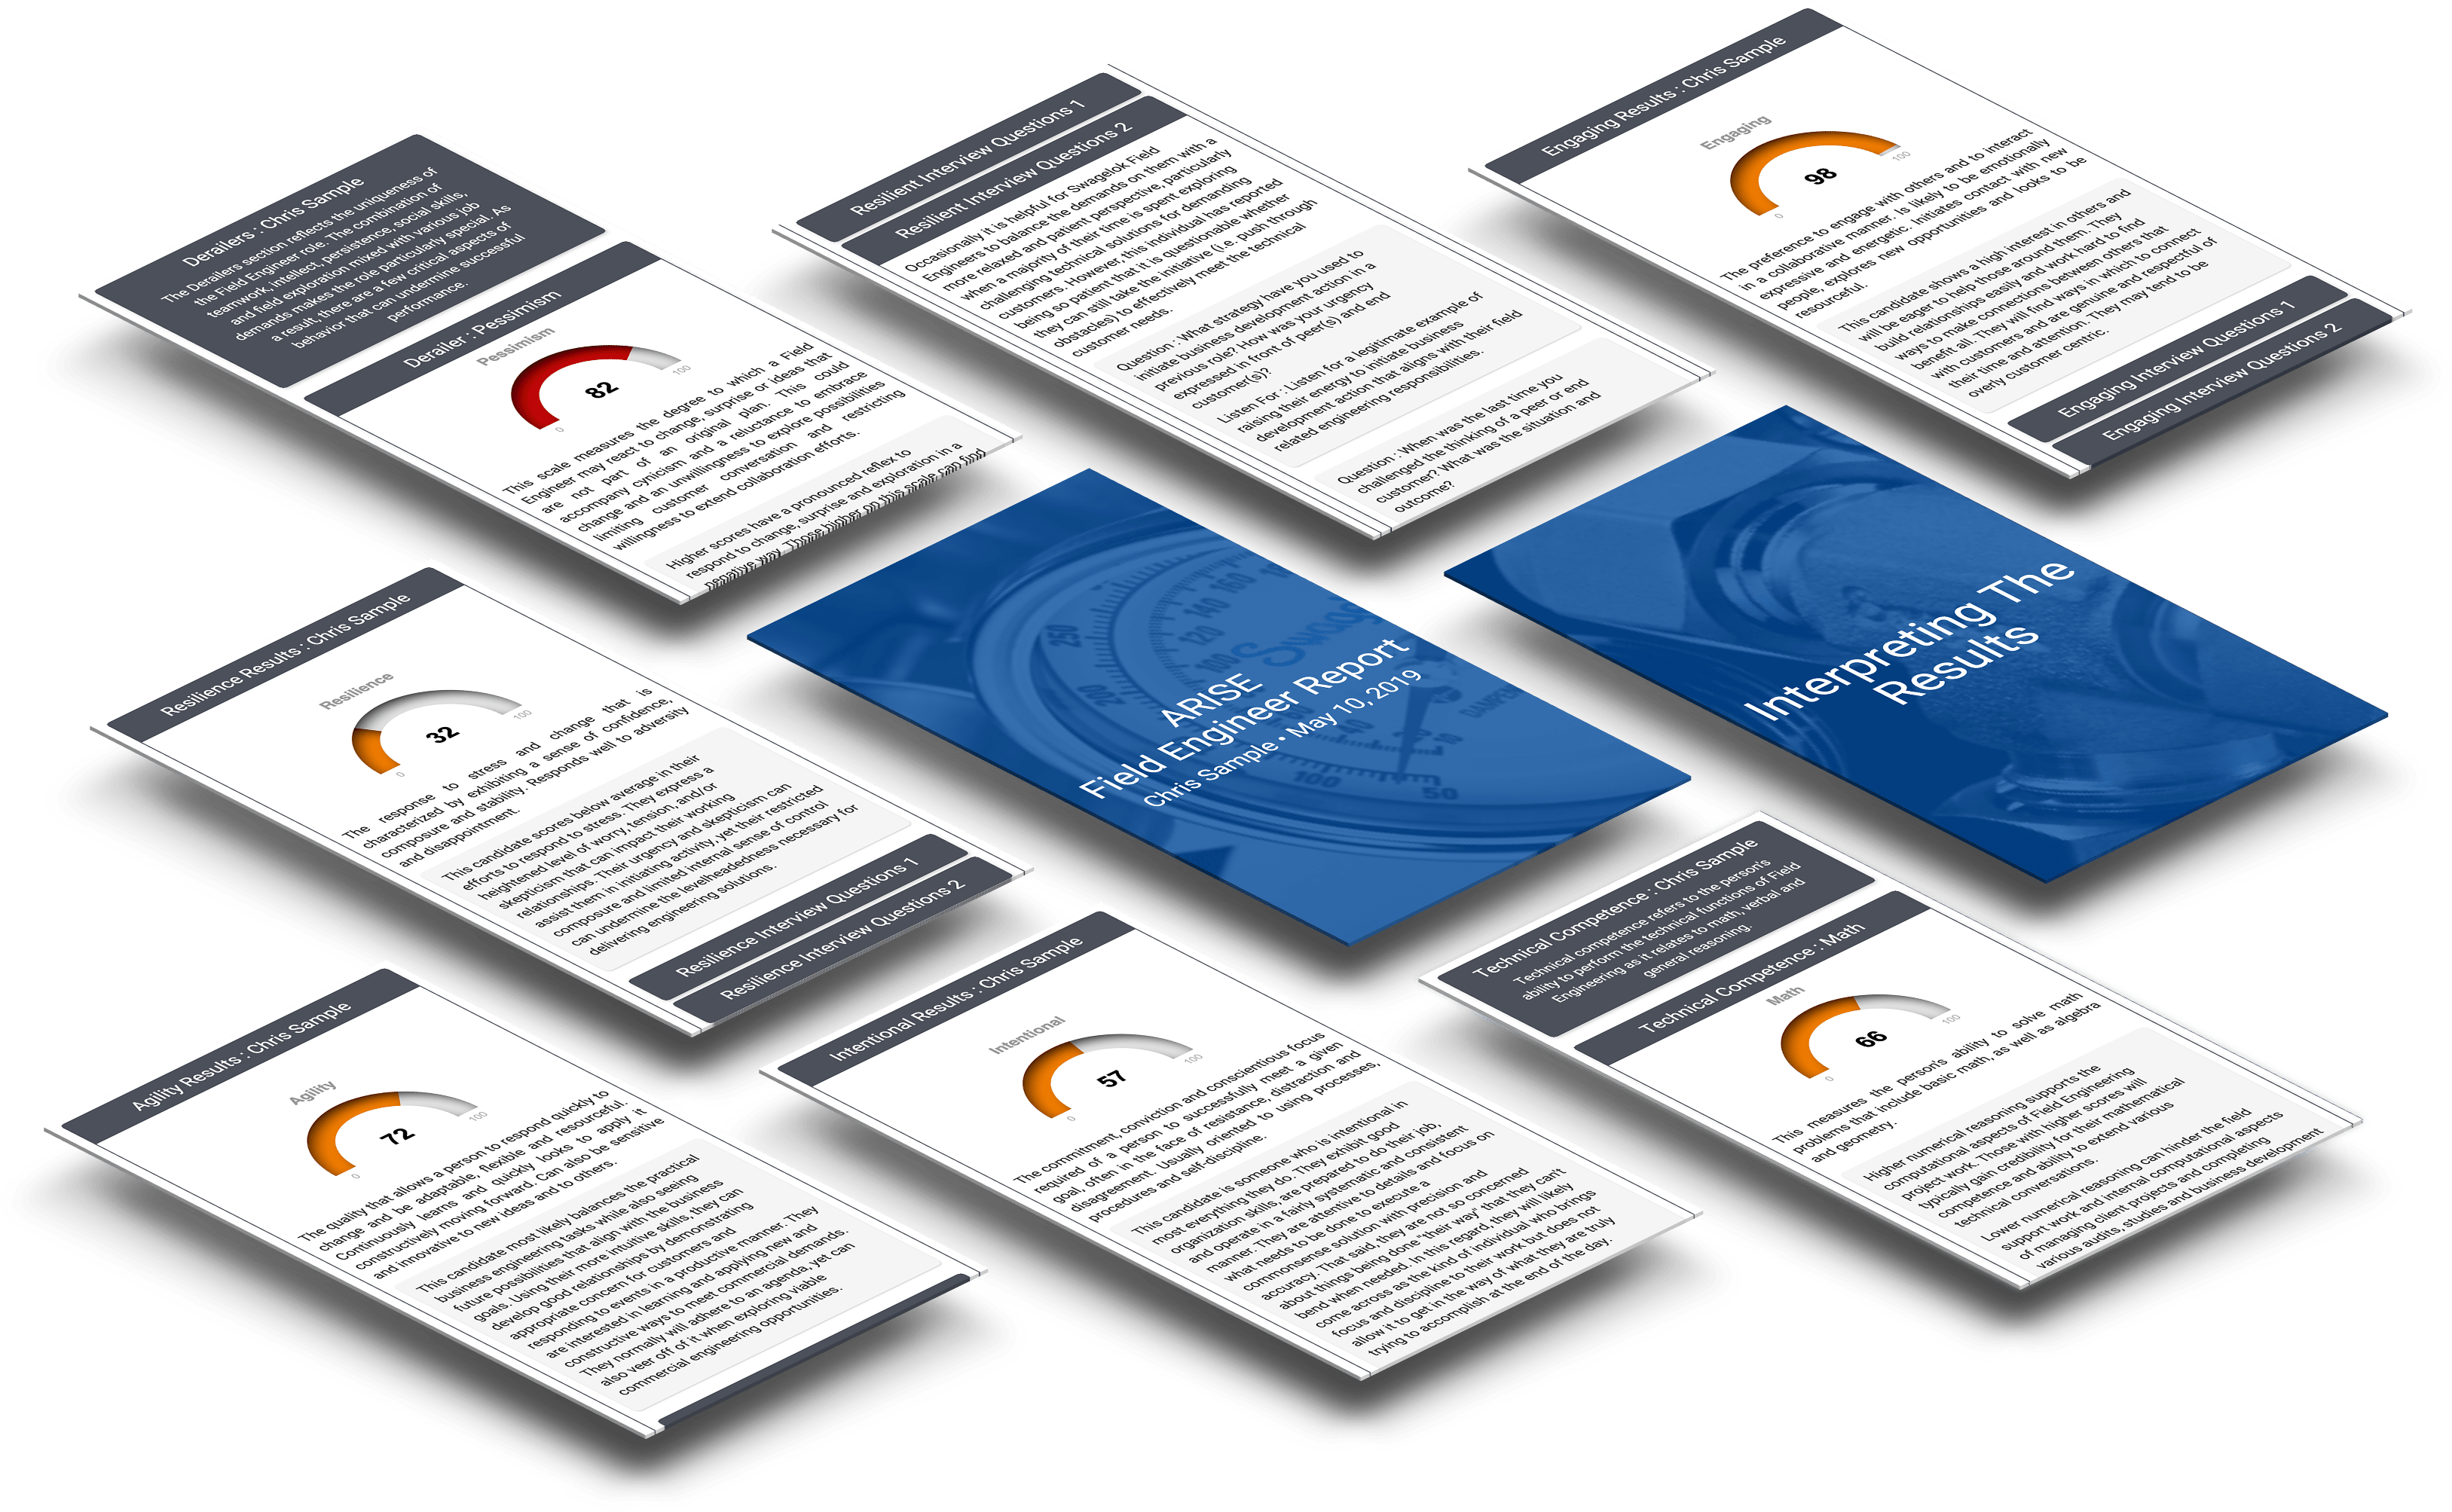 Derailers : Chris Sample
The Derailers section reflects the uniqueness of
the Field Engineer role. The combination of
teamwork, intellect, persistence, social skills,
and field exploration mixed with various job
demands makes the role particularly special. As
a result, there are a few critical aspects of
behavior that can undermine successful
performance.
Derailer : Pessimism
Pessimism
82
0
100
This scale measures the degree to which a Field
Engineer may react to change, surprise or ideas that
are not part of an original plan. This could
accompany cynicism and a reluctance to embrace
change and an unwillingness to explore possibilities
limiting customer conversation and restricting
willingness to extend collaboration efforts.
Higher scores have a pronounced reflex to
respond to change, surprise and exploration in a
negative way. Those higher on this scale can find
Resilient Interview Questions 1
Resilient Interview Questions 2
Occasionally it is helpful for Swagelok Field
Engineers to balance the demands on them with a
more relaxed and patient perspective, particularly
when a majority of their time is spent exploring
challenging technical solutions for demanding
customers. However, this individual has reported
being so patient that it is questionable whether
they can still take the initiative (i.e. push through
obstacles) to effectively meet the technical
customer needs.
Question : What strategy have you used to
initiate business development action in a
previous role? How was your urgency
expressed in front of peer(s) and end
customer(s)?
Listen For : Listen for a legitimate example of
raising their energy to initiate business
development action that aligns with their field
related engineering responsibilities.
Question : When was the last time you
challenged the thinking of a peer or end
customer? What was the situation and
outcome?
Engaging Results : Chris Sample
Engaging
98
0
100
The preference to engage with others and to interact
in a collaborative manner. Is likely to be emotionally
expressive and energetic. Initiates contact with new
people, explores new opportunities and looks to be
resourceful.
This candidate shows a high interest in others and
will be eager to help those around them. They
build relationships easily and work hard to find
ways to make connections between others that
benefit all. They will find ways in which to connect
with customers and are genuine and respectful of
their time and attention. They may tend to be
overly customer centric.
Engaging Interview Questions 1
Engaging Interview Questions 2
Resilience Results : Chris Sample
Resilience
32
0
100
The response to stress and change that is
characterized by exhibiting a sense of confidence,
composure and stability. Responds well to adversity
and disappointment.
This candidate scores below average in their
efforts to respond to stress. They express a
heightened level of worry, tension, and/or
skepticism that can impact their working
relationships. Their urgency and skepticism can
assist them in initiating activity, yet their restricted
composure and limited internal sense of control
can undermine the levelheadedness necessary for
delivering engineering solutions.
Resilience Interview Questions 1
Resilience Interview Questions 2
ARISE
Field Engineer Report
Chris Sample • May 10, 2019
250
160
140
120
100
50
Interpreting The
Results
Agility Results : Chris Sample
Agility
72
0
100
The quality that allows a person to respond quickly to
change and be adaptable, flexible and resourceful.
Continuously learns and quickly looks to apply it
constructively moving forward. Can also be sensitive
and innovative to new ideas and to others.
This candidate most likely balances the practical
business engineering tasks while also seeing
future possibilities that align with the business
goals. Using their more intuitive skills, they can
develop good relationships by demonstrating
appropriate concern for customers and
responding to events in a productive manner. They
are interested in learning and applying new and
constructive ways to meet commercial demands.
They normally will adhere to an agenda, yet can
also veer off of it when exploring viable
commercial engineering opportunities.
Intentional Results : Chris Sample
Intentional
57
0
100
The commitment, conviction and conscientious focus
required of a person to successfully meet a given
goal, often in the face of resistance, distraction and
disagreement. Usually oriented to using processes,
procedures and self-discipline.
This candidate is someone who is intentional in
most everything they do. They exhibit good
organization skills, are prepared to do their job,
and operate in a fairly systematic and consistent
manner. They are attentive to details and focus on
what needs to be done to execute a
commonsense solution with precision and
accuracy. That said, they are not so concerned
about things being done "their way" that they can't
bend when needed. In this regard, they will likely
come across as the kind of individual who brings
focus and discipline to their work but does not
allow it to get in the way of what they are truly
trying to accomplish at the end of the day.
Technical Competence : Chris Sample
Technical competence refers to the person's
ability to perform the technical functions of Field
Engineering as it relates to math, verbal and
general reasoning.
Technical Competence : Math
Math
66
0
100
This measures the person's ability to solve math
problems that include basic math, as well as algebra
and geometry.
Higher numerical reasoning supports the
computational aspects of Field Engineering
project work. Those with higher scores will
typically gain credibility for their mathematical
competence and ability to extend various
technical conversations.
Lower numerical reasoning can hinder the field
support work and internal computational aspects
of managing client projects and completing
various audits, studies and business development